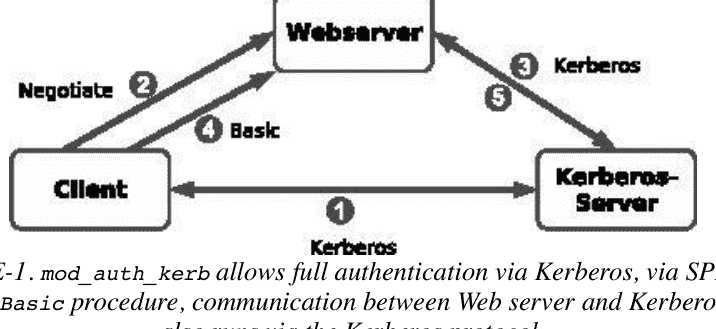 Webserver
Negotiate 2
3 Kerberos
5
4 Basic
Client
Kerberos-
Server
1
Kerberos
E-1. mod_auth_kerb allows full authentication via Kerberos, via
Basic procedure, communication between Web server and
also runs via the Kerberos protocol